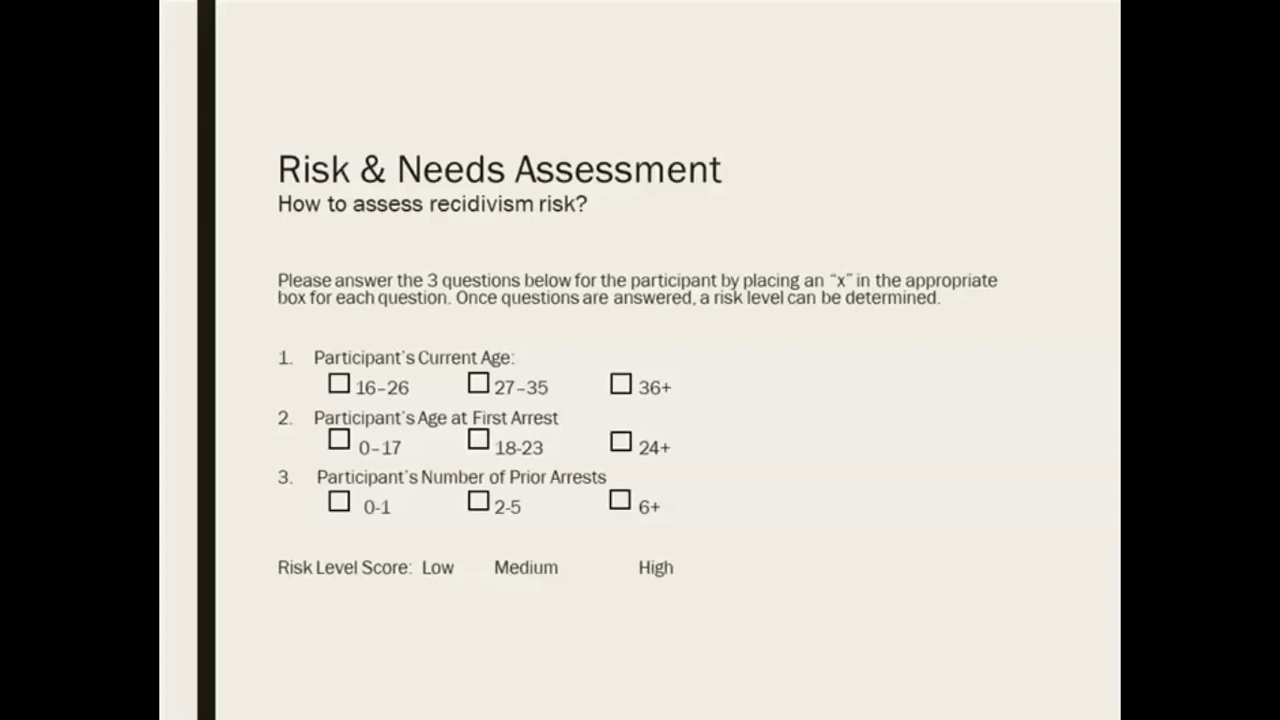 Risk & Needs Assessment
How to assess recidivism risk?
Please answer the 3 questions below for the participant by placing an “x” in the appropriate
box for each question. Once questions are answered, a risk level can be determined.
1. Participant's Current Age:
16–26 27–35 36+
2. Participant's Age at First Arrest
0–17 18-23 24+
3. Participant's Number of Prior Arrests
0-1 2-5 6+
Risk Level Score: Low Medium High